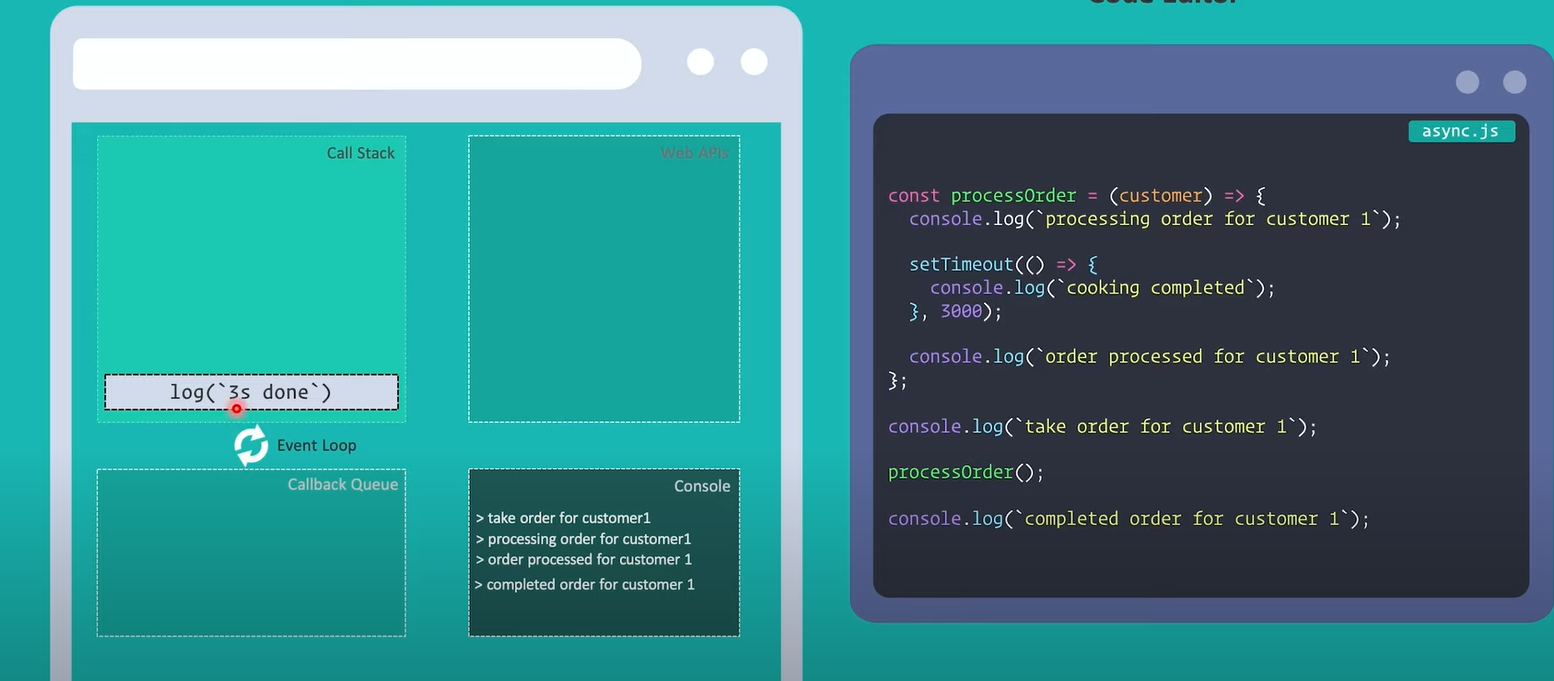 Code Editor
Call Stack
log(`3s done`)
Event Loop
Callback Queue
Web APIs
Console
> take order for customer1
> processing order for customer1
> order processed for customer 1
> completed order for customer 1
async.js
const processOrder = (customer) => {
  console.log(`processing order for customer 1`);
  setTimeout(() => {
    console.log(`cooking completed`);
  }, 3000);
  console.log(`order processed for customer 1`);
};
console.log(`take order for customer 1`);
processOrder();
console.log(`completed order for customer 1`);